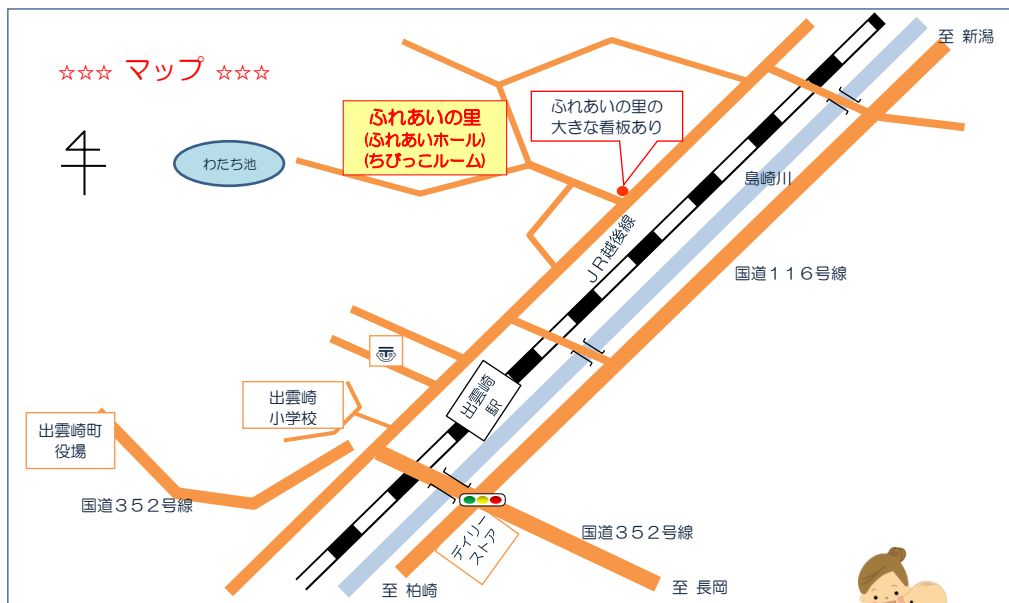 ☆☆☆ マップ ☆☆☆
至 新潟
ふれあいの里
(ふれあいホール)
(ちびっこルーム)
ふれあいの里の
大きな看板あり
わたち池
島崎川
JR越後線
国道116号線
〒
出雲崎
駅
出雲崎
小学校
出雲崎町
役場
国道352号線
国道352号線
デイリー
ストア
至 柏崎
至 長岡